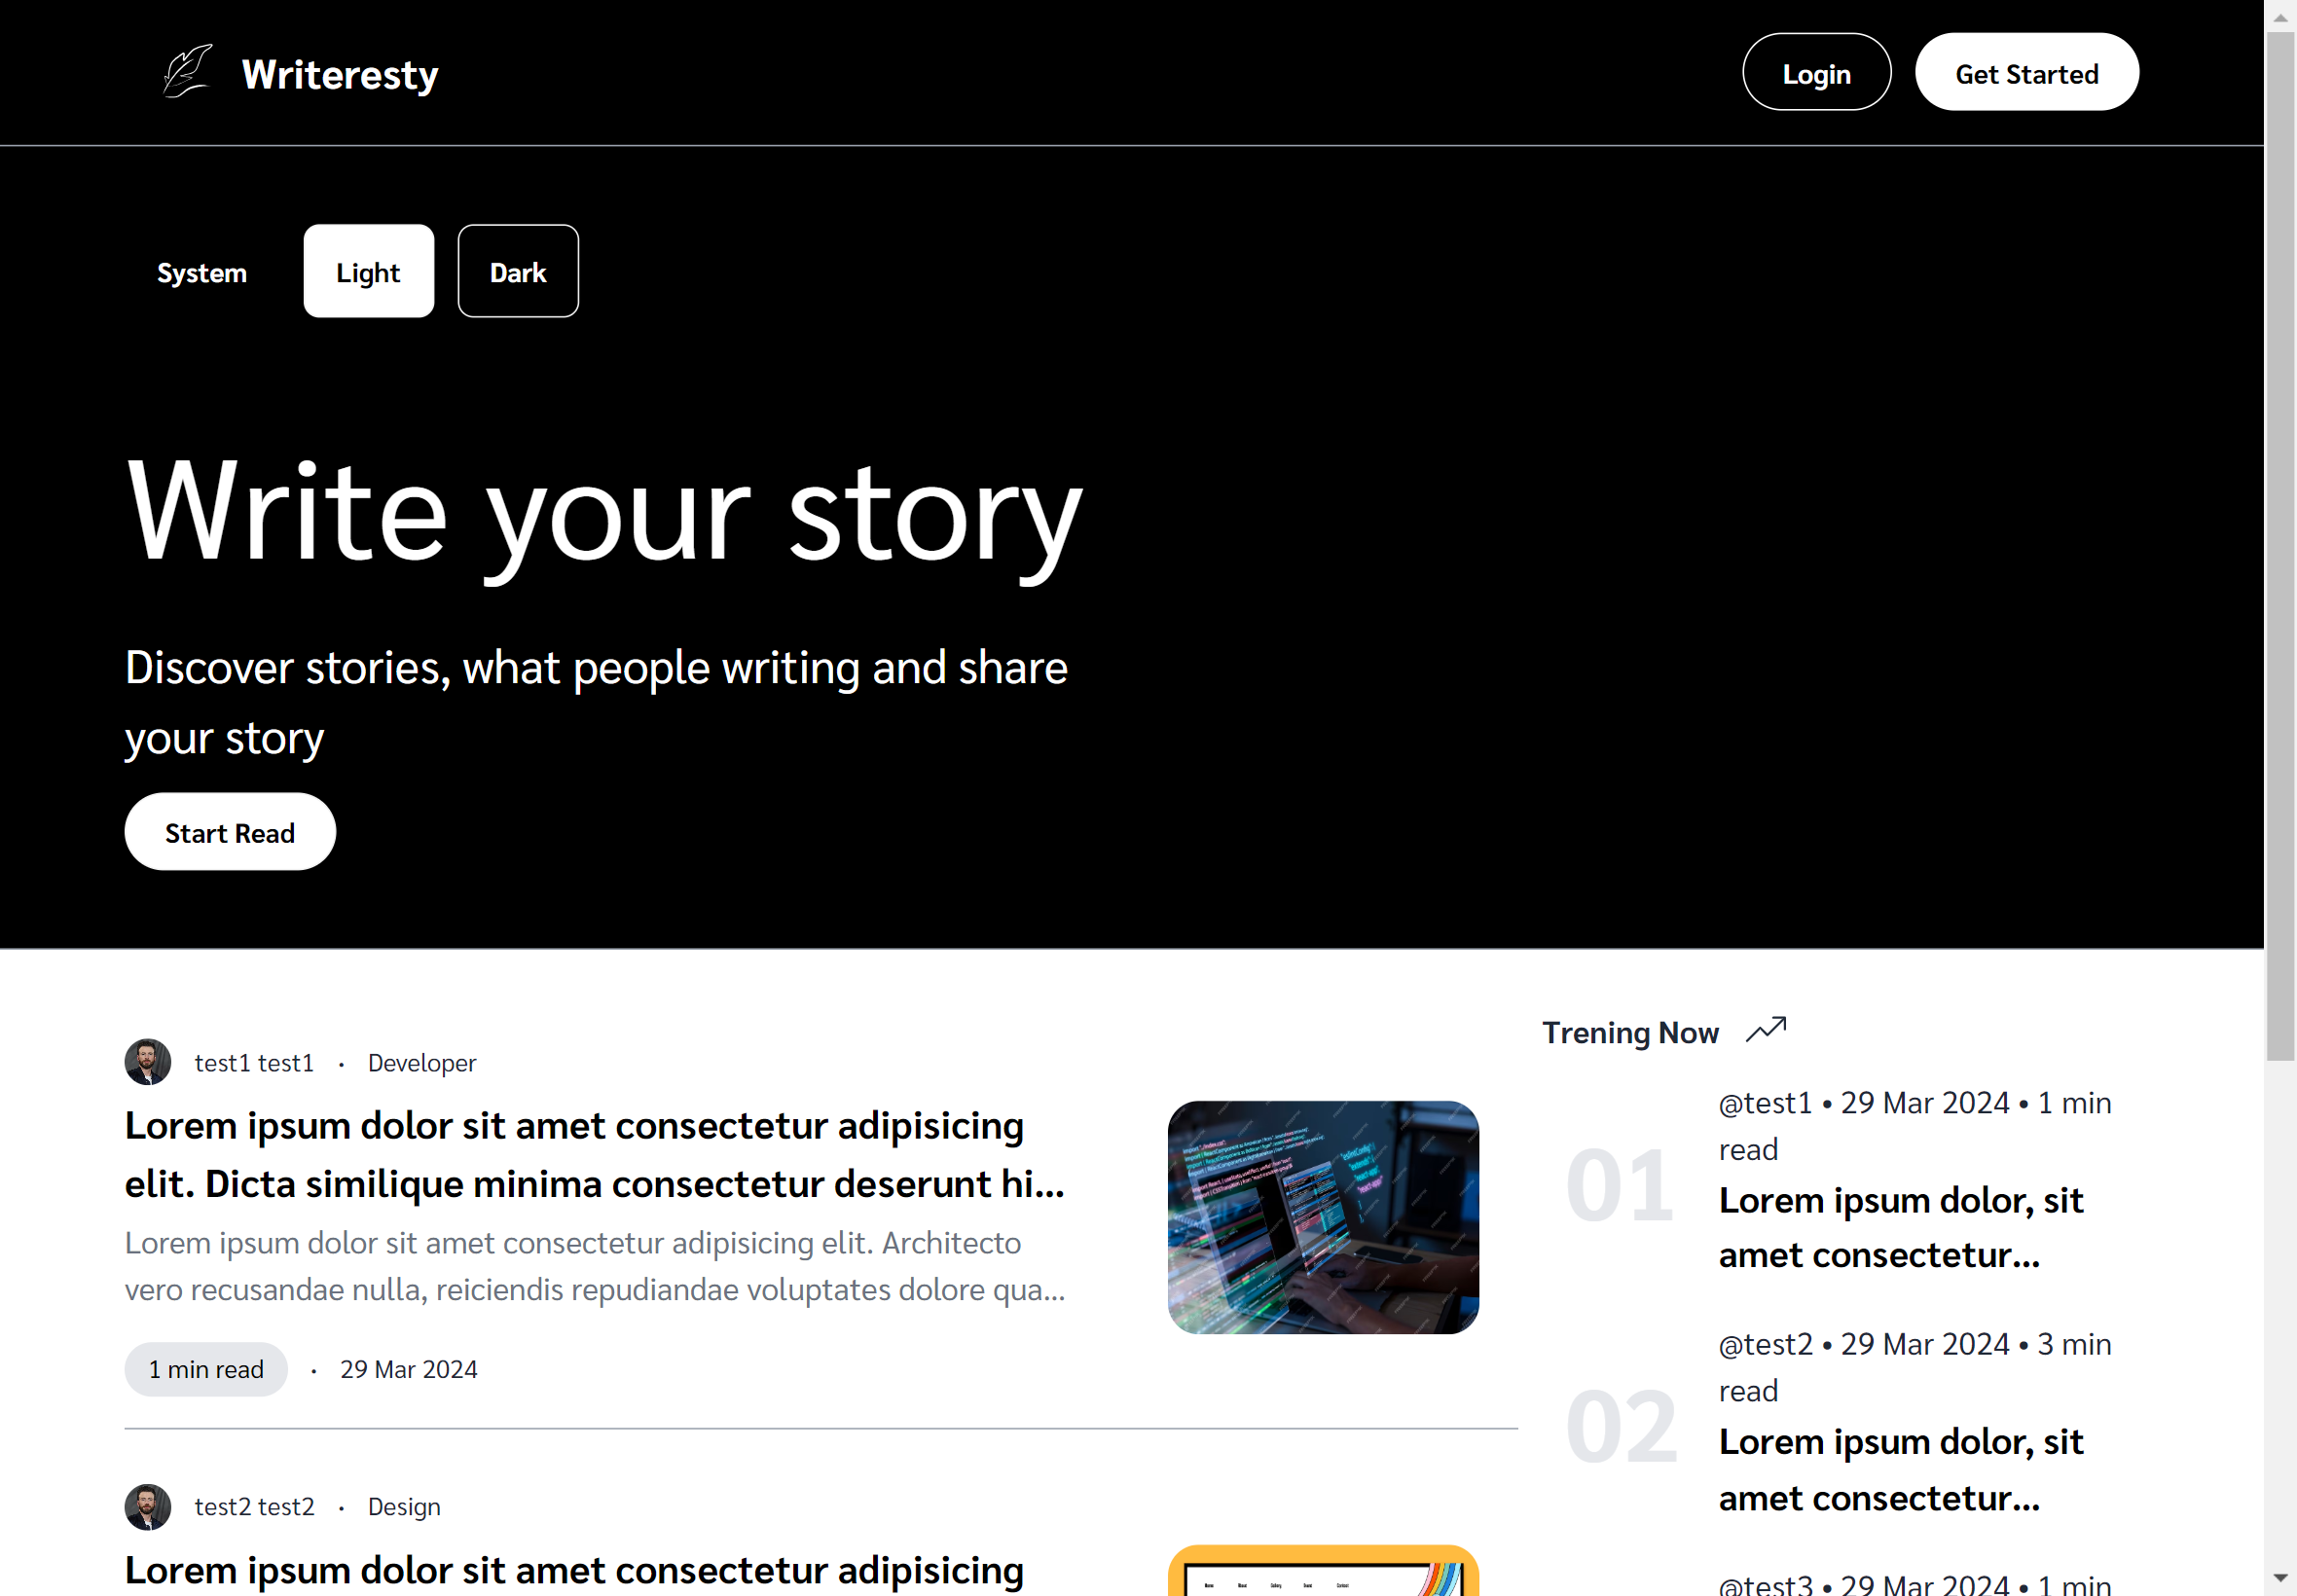 Writeresty
Login
Get Started
System
Light
Dark
Write your story
Discover stories, what people writing and share
your story
Start Read
test1 test1 · Developer
Lorem ipsum dolor sit amet consectetur adipisicing
elit. Dicta similique minima consectetur deserunt hi...
Lorem ipsum dolor sit amet consectetur adipisicing elit. Architecto
vero recusandae nulla, reiciendis repudiandae voluptates dolore qua...
1 min read · 29 Mar 2024
test2 test2 · Design
Lorem ipsum dolor sit amet consectetur adipisicing
Trening Now
01
@test1 • 29 Mar 2024 • 1 min
read
Lorem ipsum dolor, sit
amet consectetur...
02
@test2 • 29 Mar 2024 • 3 min
read
Lorem ipsum dolor, sit
amet consectetur...
@test3 • 29 Mar 2024 • 1 min